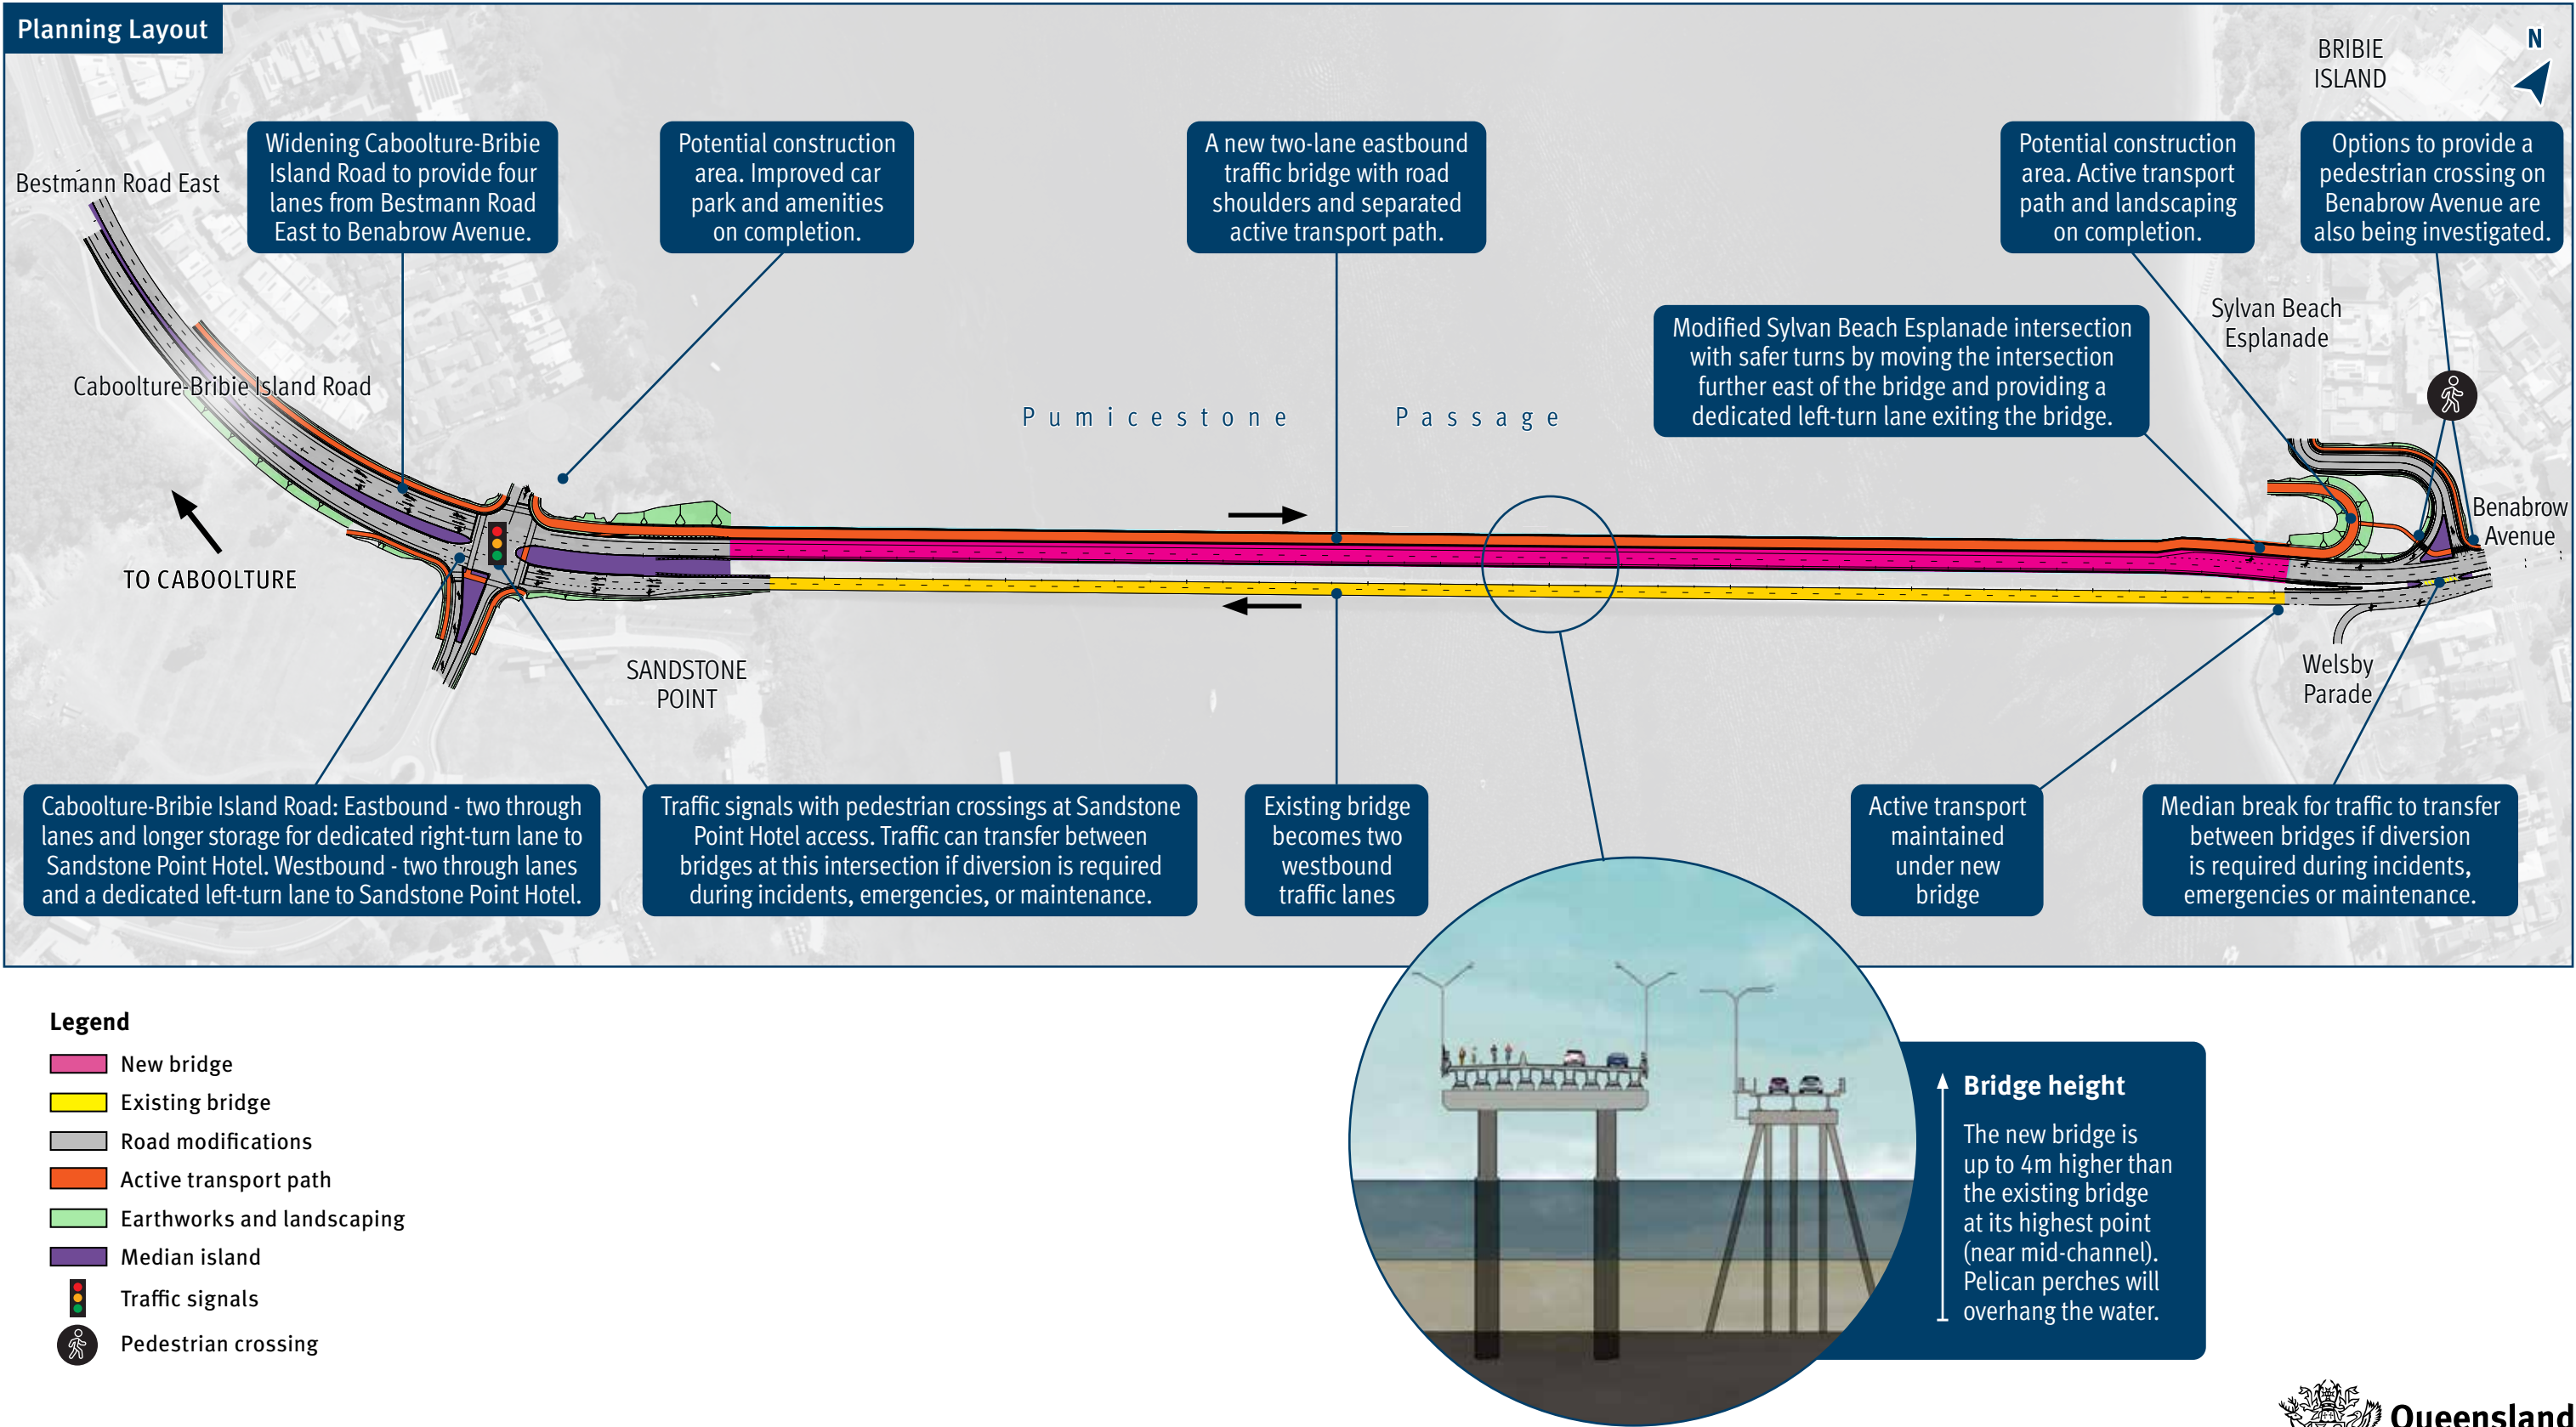 Planning Layout
BRIBIE
ISLAND
N
Bestmann Road East
Widening Caboolture-Bribie
Island Road to provide four
lanes from Bestmann Road
East to Benabrow Avenue.
Potential construction
area. Improved car
park and amenities
on completion.
A new two-lane eastbound
traffic bridge with road
shoulders and separated
active transport path.
Potential construction
area. Active transport
path and landscaping
on completion.
Options to provide a
pedestrian crossing on
Benabrow Avenue are
also being investigated.
Sylvan Beach
Esplanade
Modified Sylvan Beach Esplanade intersection
with safer turns by moving the intersection
further east of the bridge and providing a
dedicated left-turn lane exiting the bridge.
Caboolture-Bribie Island Road
Pumicestone Passage
Benabrow
Avenue
TO CABOOLTURE
SANDSTONE
POINT
Welsby
Parade
Caboolture-Bribie Island Road: Eastbound - two through
lanes and longer storage for dedicated right-turn lane to
Sandstone Point Hotel. Westbound - two through lanes
and a dedicated left-turn lane to Sandstone Point Hotel.
Traffic signals with pedestrian crossings at Sandstone
Point Hotel access. Traffic can transfer between
bridges at this intersection if diversion is required
during incidents, emergencies, or maintenance.
Existing bridge
becomes two
westbound
traffic lanes
Active transport
maintained
under new
bridge
Median break for traffic to transfer
between bridges if diversion
is required during incidents,
emergencies or maintenance.
Legend
New bridge
Existing bridge
Road modifications
Active transport path
Earthworks and landscaping
Median island
Traffic signals
Pedestrian crossing
Bridge height
The new bridge is
up to 4m higher than
the existing bridge
at its highest point
(near mid-channel).
Pelican perches will
overhang the water.
Queensland